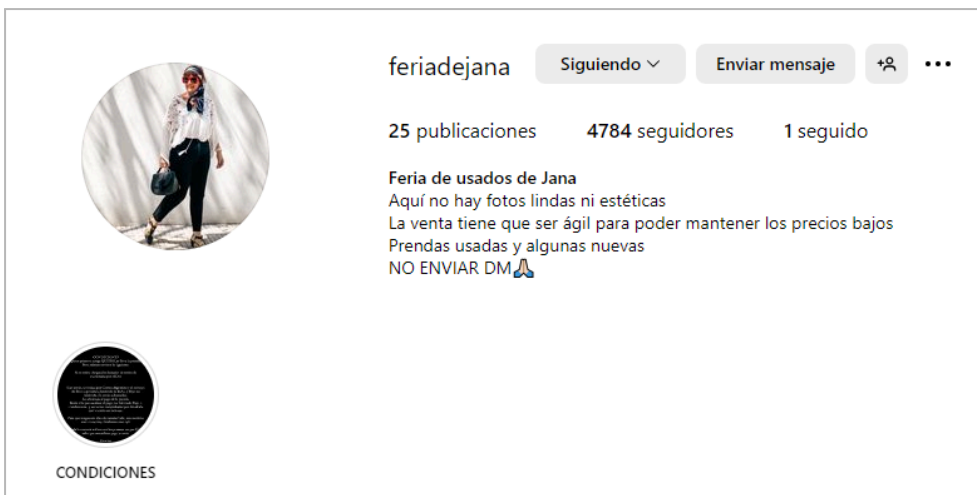 feriadejana Siguiendo Enviar mensaje
25 publicaciones 4784 seguidores 1 seguido
Feria de usados de Jana
Aquí no hay fotos lindas ni estéticas
La venta tiene que ser ágil para poder mantener los precios bajos
Prendas usadas y algunas nuevas
NO ENVIAR DM🙏🏻
CONDICIONES